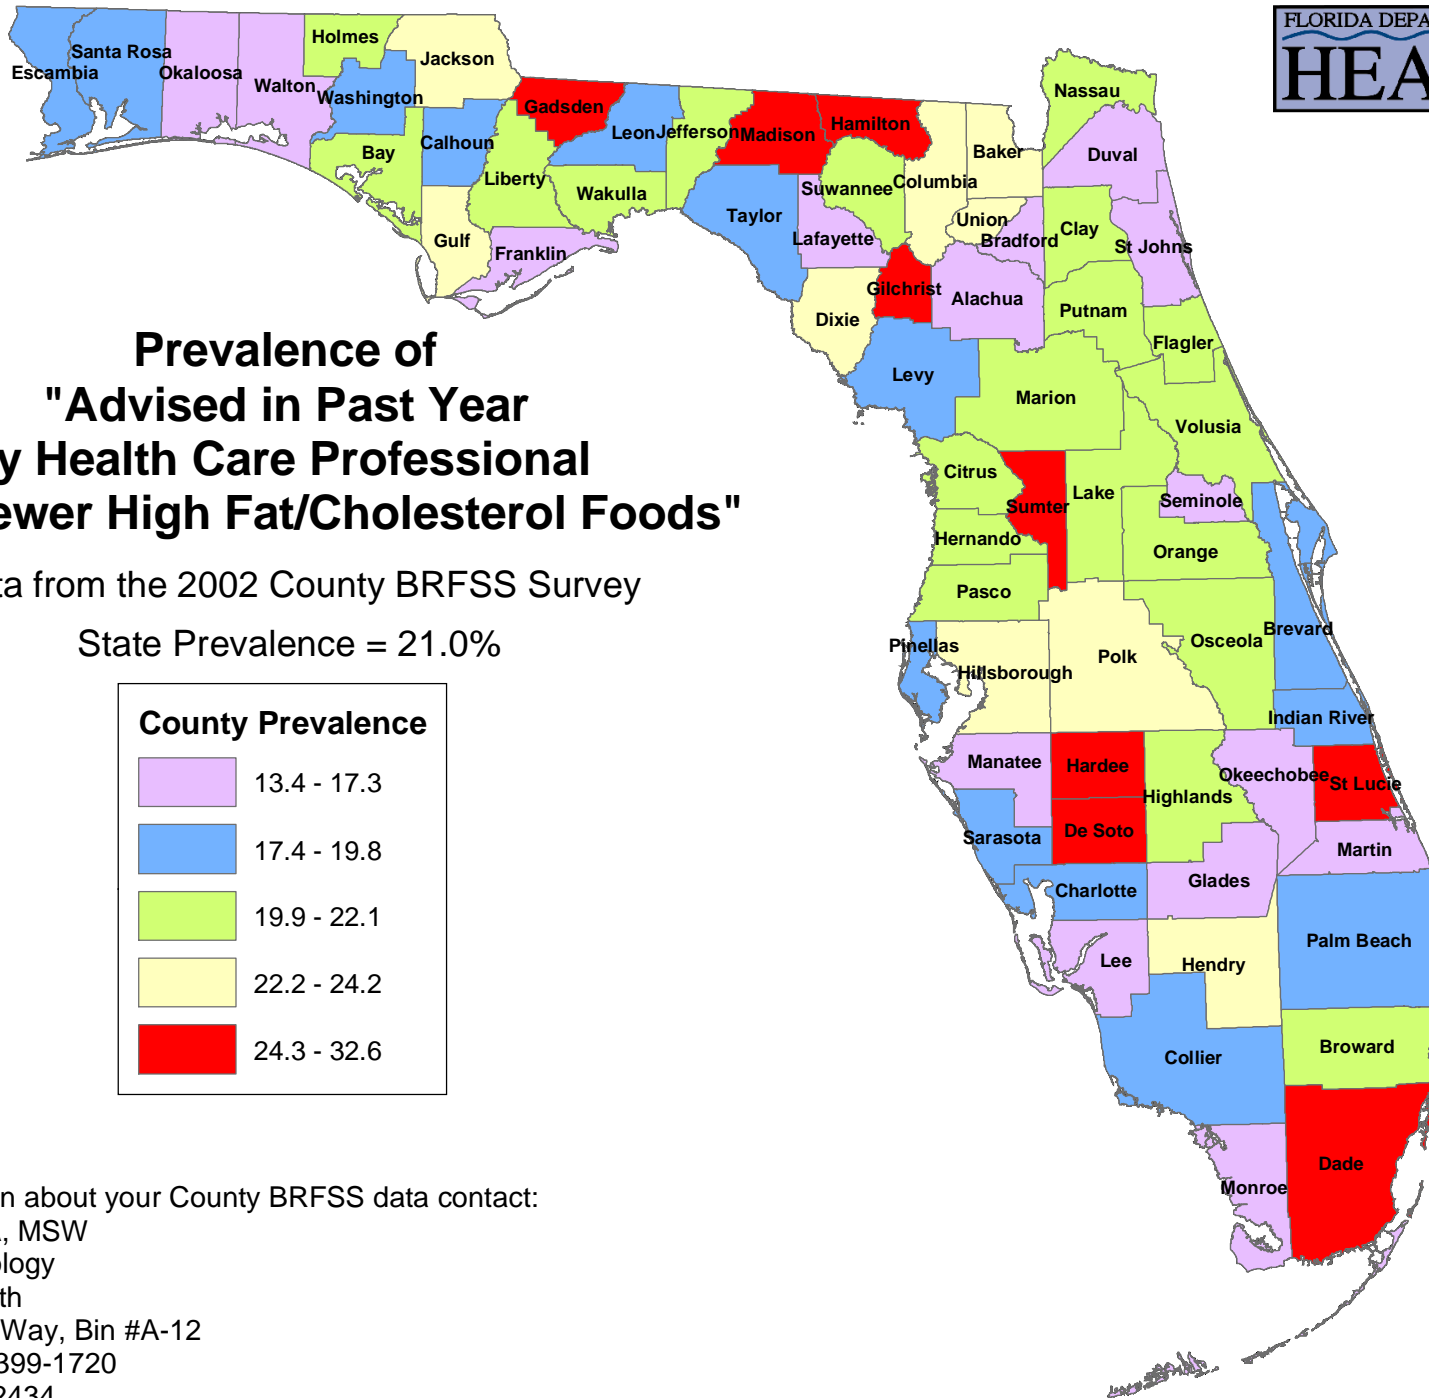 FLORIDA DEPA
HEA
Holmes
Jackson
Santa Rosa
Escambia
Okaloosa
Walton
Washington
Nassau
Gadsden
Leon
Jefferson
Madison
Hamilton
Calhoun
Bay
Baker
Duval
Liberty
Wakulla
Suwannee
Columbia
Taylor
Union
Bradford
Clay
St Johns
Gulf
Franklin
Lafayette
Gilchrist
Alachua
Putnam
Dixie
Flagler
Levy
Marion
Volusia
Citrus
Sumter
Lake
Seminole
Hernando
Orange
Pasco
Pinellas
Hillsborough
Polk
Osceola
Brevard
Indian River
Manatee
Hardee
Highlands
Okeechobee
St Lucie
Sarasota
De Soto
Martin
Charlotte
Glades
Palm Beach
Lee
Hendry
Collier
Broward
Dade
Monroe
Prevalence of
"Advised in Past Year
y Health Care Professional
ewer High Fat/Cholesterol Foods"
ta from the 2002 County BRFSS Survey
State Prevalence = 21.0%
County Prevalence
13.4 - 17.3
17.4 - 19.8
19.9 - 22.1
22.2 - 24.2
24.3 - 32.6
n about your County BRFSS data contact:
, MSW
ology
th
Way, Bin #A-12
399-1720
2434